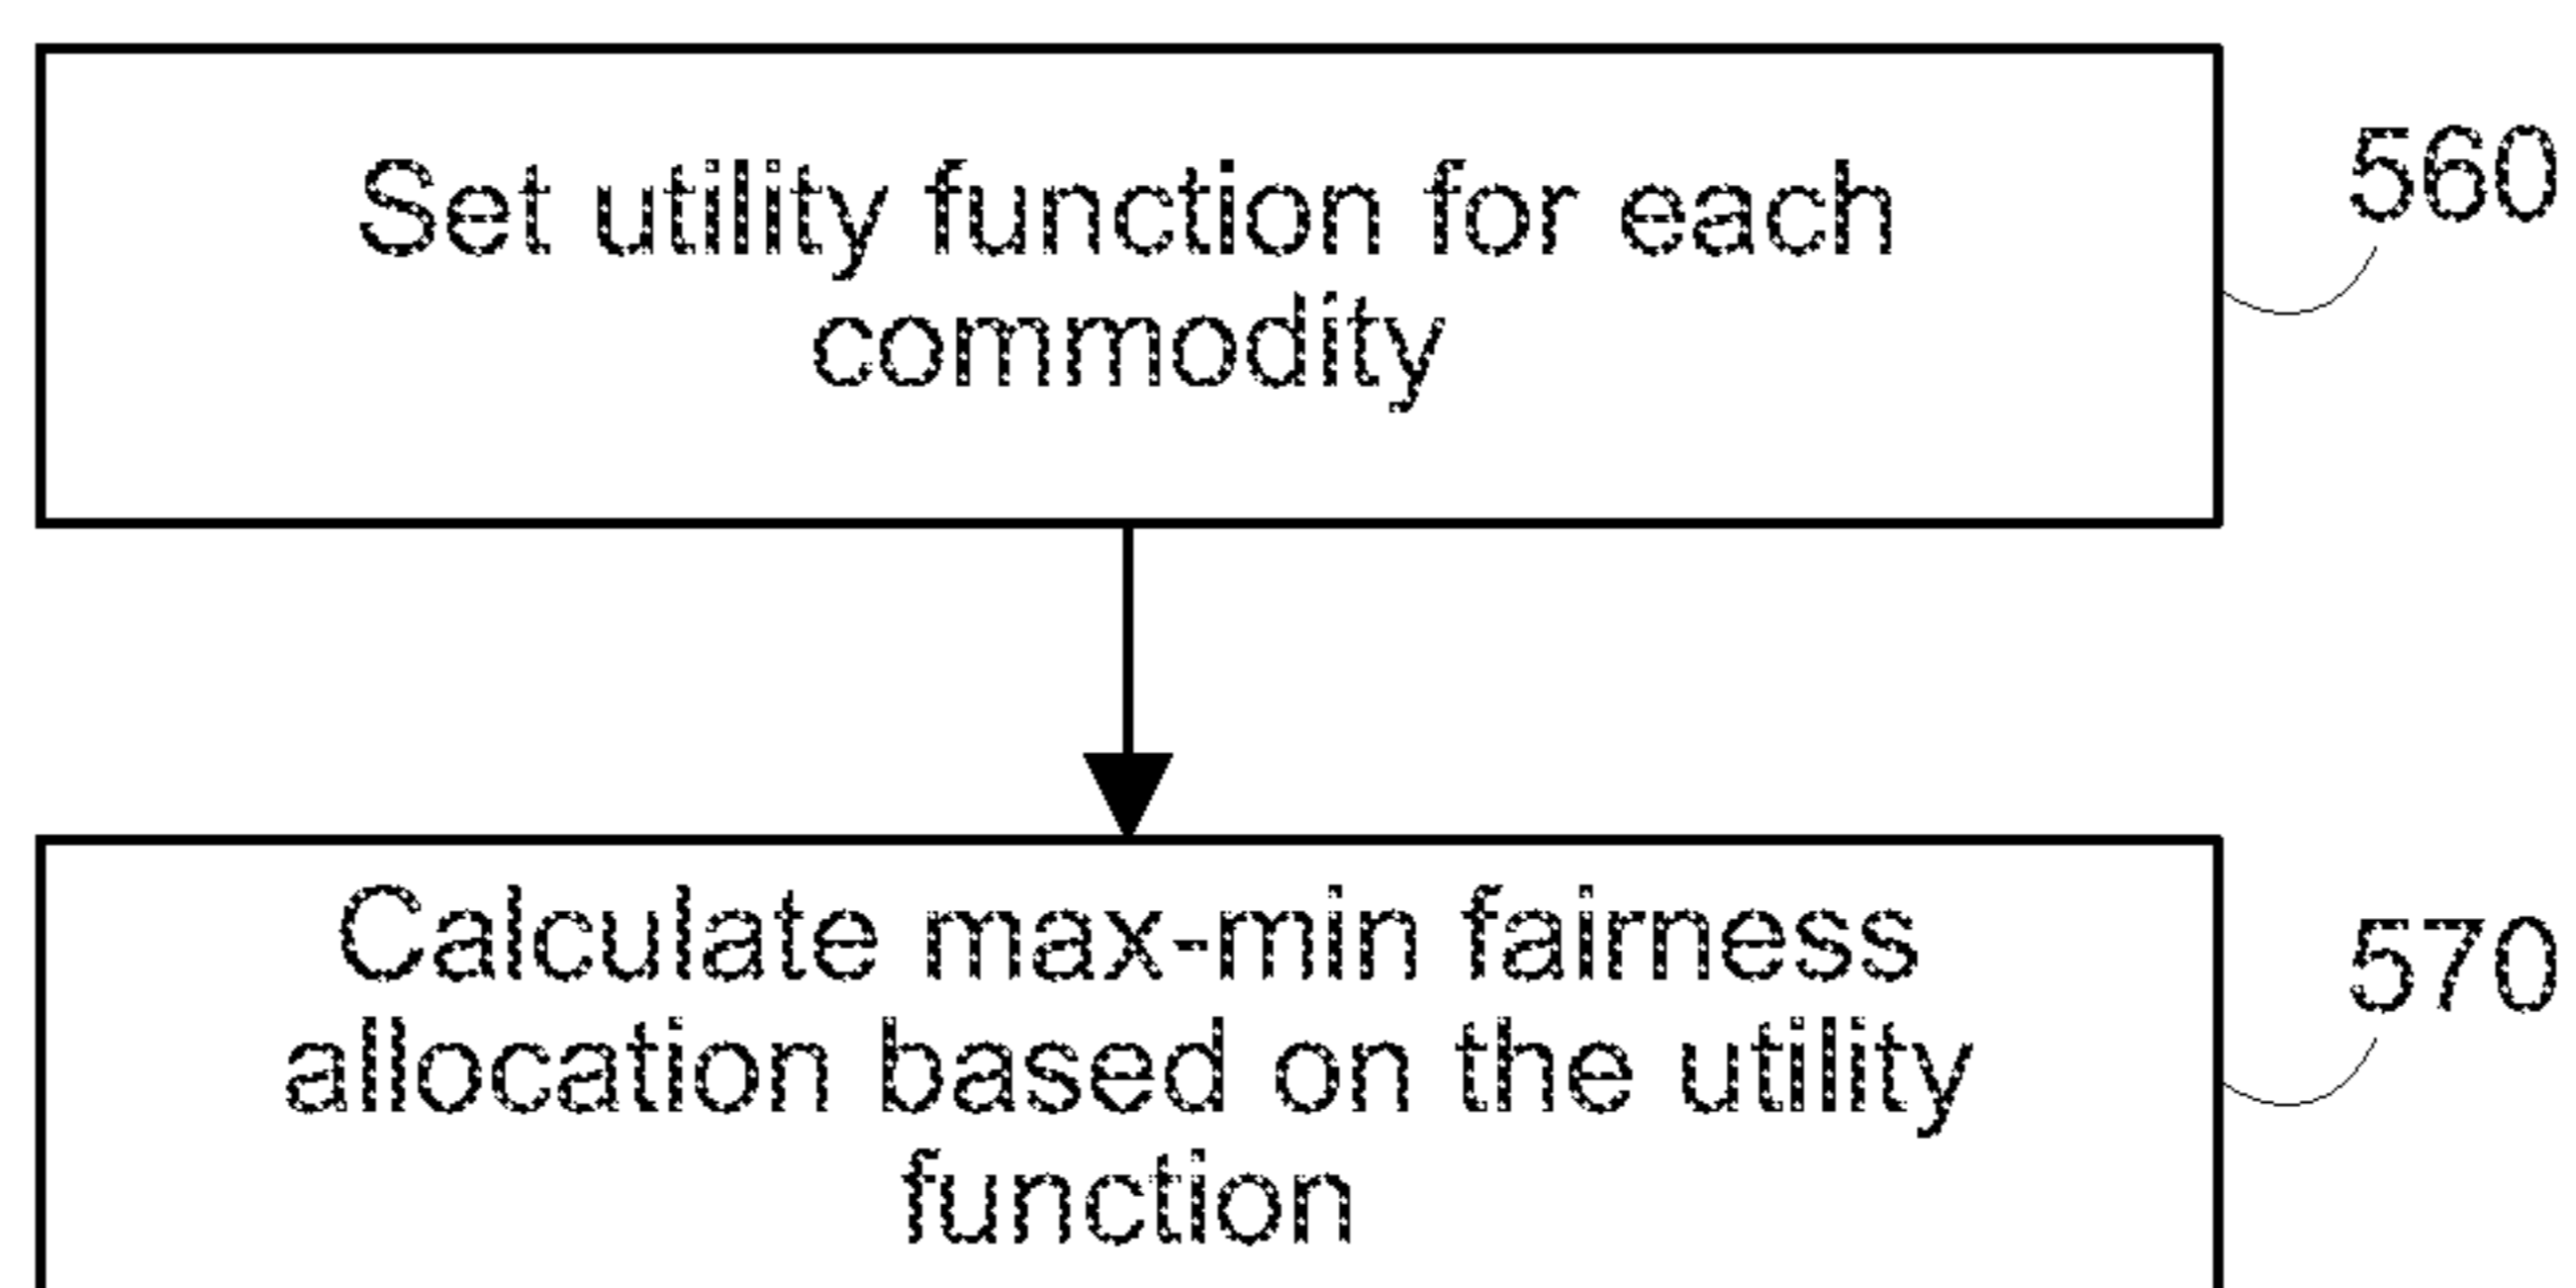 Set utility function for each
commodity
560
Calculate max-min fairness
allocation based on the utility
function
570